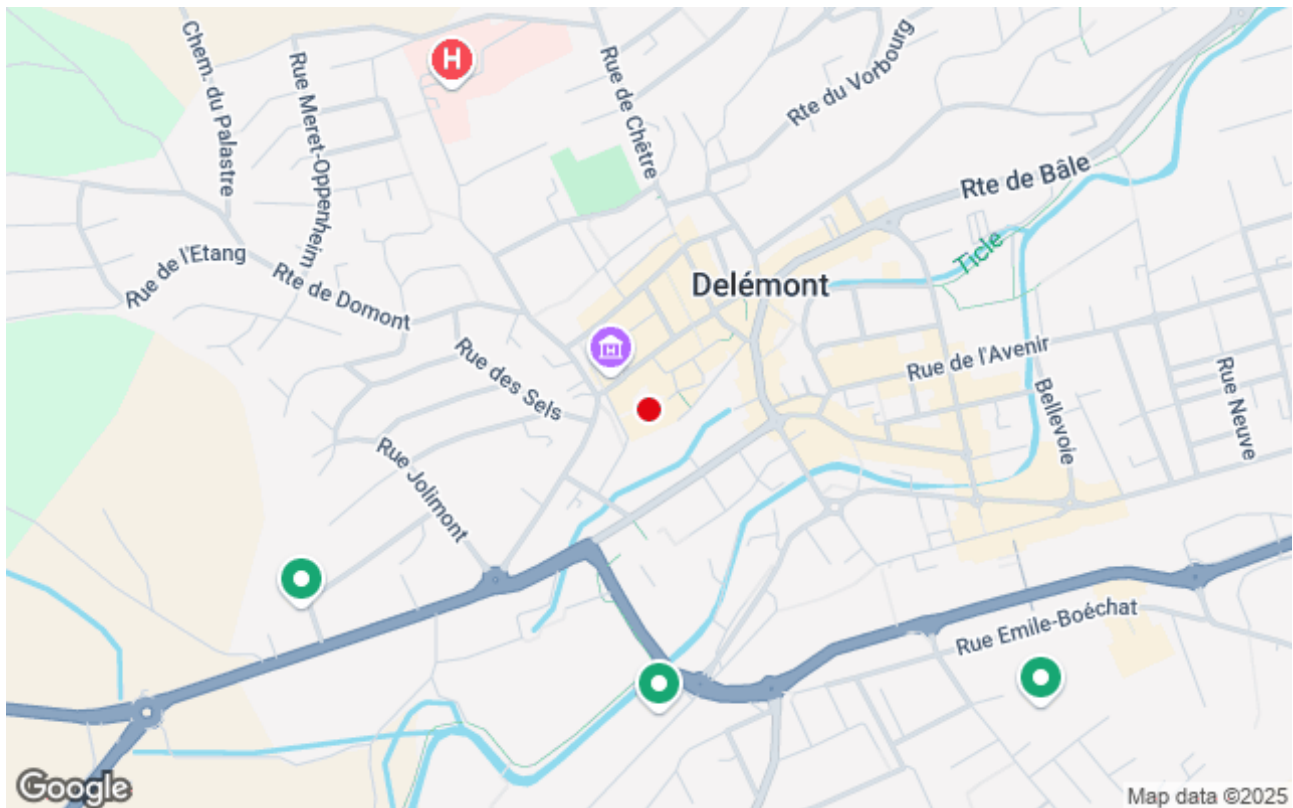 Chem. du Palastre
Rue Meret-Oppenheim
H
Rue de Chêtre
Rte du Vorbourg
Rte de Bâle
Rue de l'Etang
Rte de Domont
Delémont
Ticle
H
Rue des Sels
Rue de l'Avenir
Bellevoie
Rue Neuve
Rue Jolimont
Rue Emile-Boéchat
Google
Map data ©2025